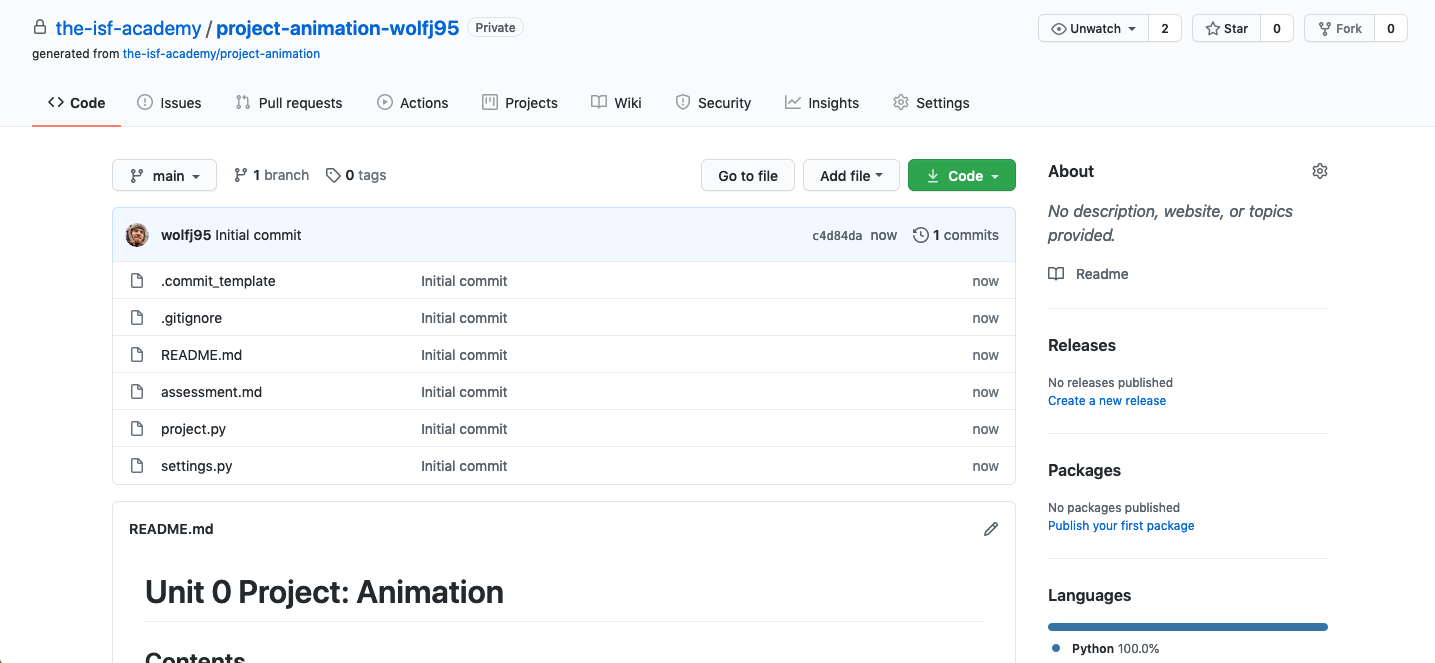 the-isf-academy / project-animation-wolfj95 Private
Unwatch 2 Star 0 Fork 0
generated from the-isf-academy/project-animation
Code Issues Pull requests Actions Projects Wiki Security Insights Settings
main 1 branch 0 tags Go to file Add file Code
wolfj95 Initial commit c4d84da now 1 commits
.commit_template Initial commit now
.gitignore Initial commit now
README.md Initial commit now
assessment.md Initial commit now
project.py Initial commit now
settings.py Initial commit now
README.md
Unit 0 Project: Animation
Contents
About
No description, website, or topics
provided.
Readme
Releases
No releases published
Create a new release
Packages
No packages published
Publish your first package
Languages
Python 100.0%